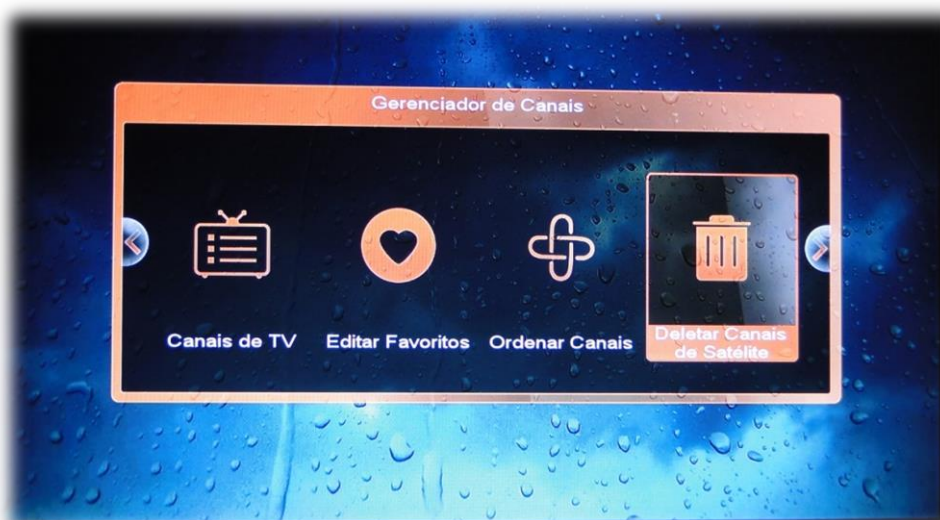 Gerenciador de Canais
Canais de TV
Editar Favoritos
Ordenar Canais
Deletar Canais
de Satélite